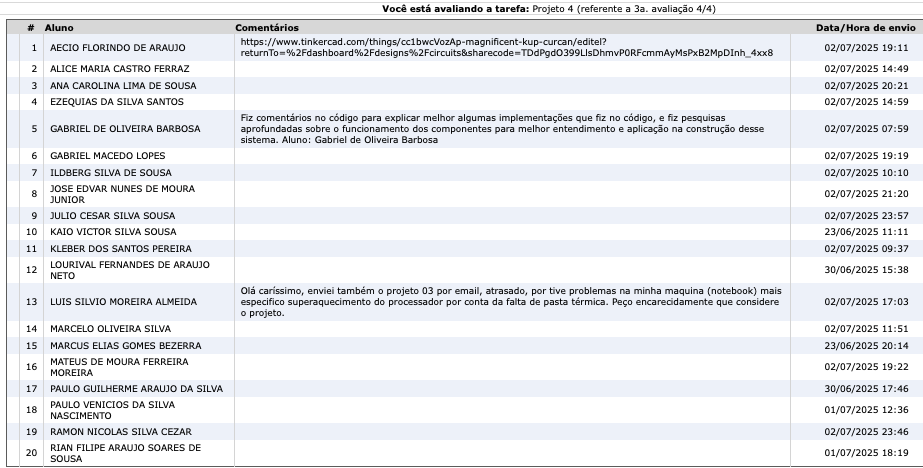 Você está avaliando a tarefa: Projeto 4 (referente a 3a. avaliação 4/4)
# Aluno Comentários Data/Hora de envio
1 AECIO FLORINDO DE ARAUJO https://www.tinkercad.com/things/cc1bwcVozAp-magnificent-kup-curcan/editel? 02/07/2025 19:11
returnTo=%2Fdashboard%2Fdesigns%2Fcircuits&sharecode=TDdPgdO399LlsDhmvP0RFcmmAyMsPxB2MpDInh_4xx8
2 ALICE MARIA CASTRO FERRAZ 02/07/2025 14:49
3 ANA CAROLINA LIMA DE SOUSA 02/07/2025 20:21
4 EZEQUIAS DA SILVA SANTOS 02/07/2025 14:59
5 GABRIEL DE OLIVEIRA BARBOSA Fiz comentários no código para explicar melhor algumas implementações que fiz no código, e fiz pesquisas 02/07/2025 07:59
aprofundadas sobre o funcionamento dos componentes para melhor entendimento e aplicação na construção desse
sistema. Aluno: Gabriel de Oliveira Barbosa
6 GABRIEL MACEDO LOPES 02/07/2025 19:19
7 ILDBERG SILVA DE SOUSA 02/07/2025 10:10
8 JOSE EDVAR NUNES DE MOURA 02/07/2025 21:20
JUNIOR
9 JULIO CESAR SILVA SOUSA 02/07/2025 23:57
10 KAIO VICTOR SILVA SOUSA 23/06/2025 11:11
11 KLEBER DOS SANTOS PEREIRA 02/07/2025 09:37
12 LOURIVAL FERNANDES DE ARAUJO 30/06/2025 15:38
NETO
13 LUIS SILVIO MOREIRA ALMEIDA Olá caríssimo, enviei também o projeto 03 por email, atrasado, por tive problemas na minha maquina (notebook) mais 02/07/2025 17:03
especifico superaquecimento do processador por conta da falta de pasta térmica. Peço encarecidamente que considere
o projeto.
14 MARCELO OLIVEIRA SILVA 02/07/2025 11:51
15 MARCUS ELIAS GOMES BEZERRA 23/06/2025 20:14
16 MATEUS DE MOURA FERREIRA 02/07/2025 19:22
MOREIRA
17 PAULO GUILHERME ARAUJO DA SILVA 30/06/2025 17:46
18 PAULO VENICIOS DA SILVA 01/07/2025 12:36
NASCIMENTO
19 RAMON NICOLAS SILVA CEZAR 02/07/2025 23:46
20 RIAN FILIPE ARAUJO SOARES DE 01/07/2025 18:19
SOUSA